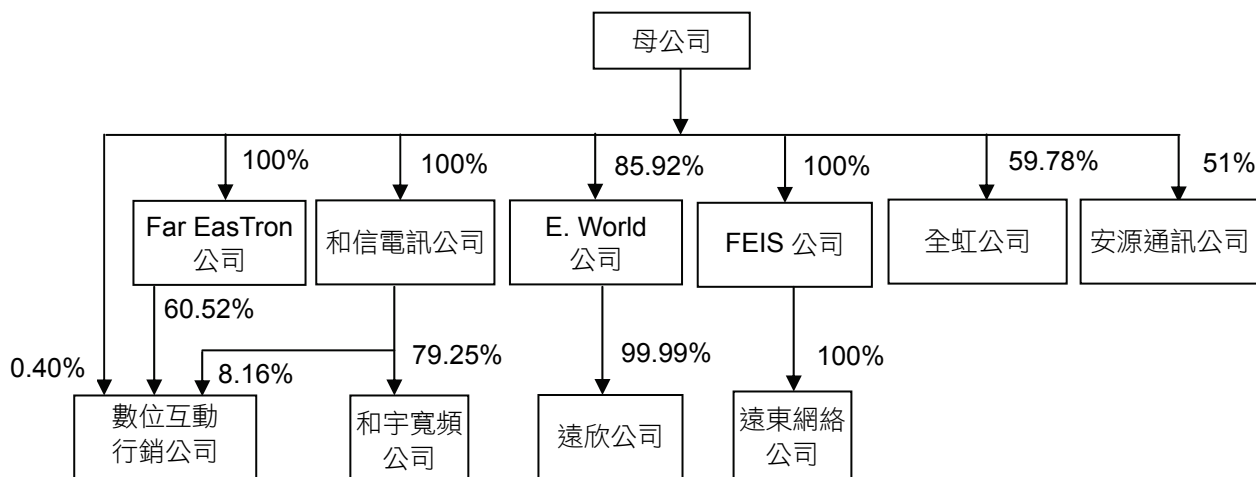 母公司
100%
100%
85.92%
100%
59.78%
51%
Far EasTron
公司
和信電訊公司
E. World
公司
FEIS 公司
全虹公司
安源通訊公司
60.52%
0.40%
8.16%
79.25%
99.99%
100%
數位互動
行銷公司
和宇寬頻
公司
遠欣公司
遠東網絡
公司